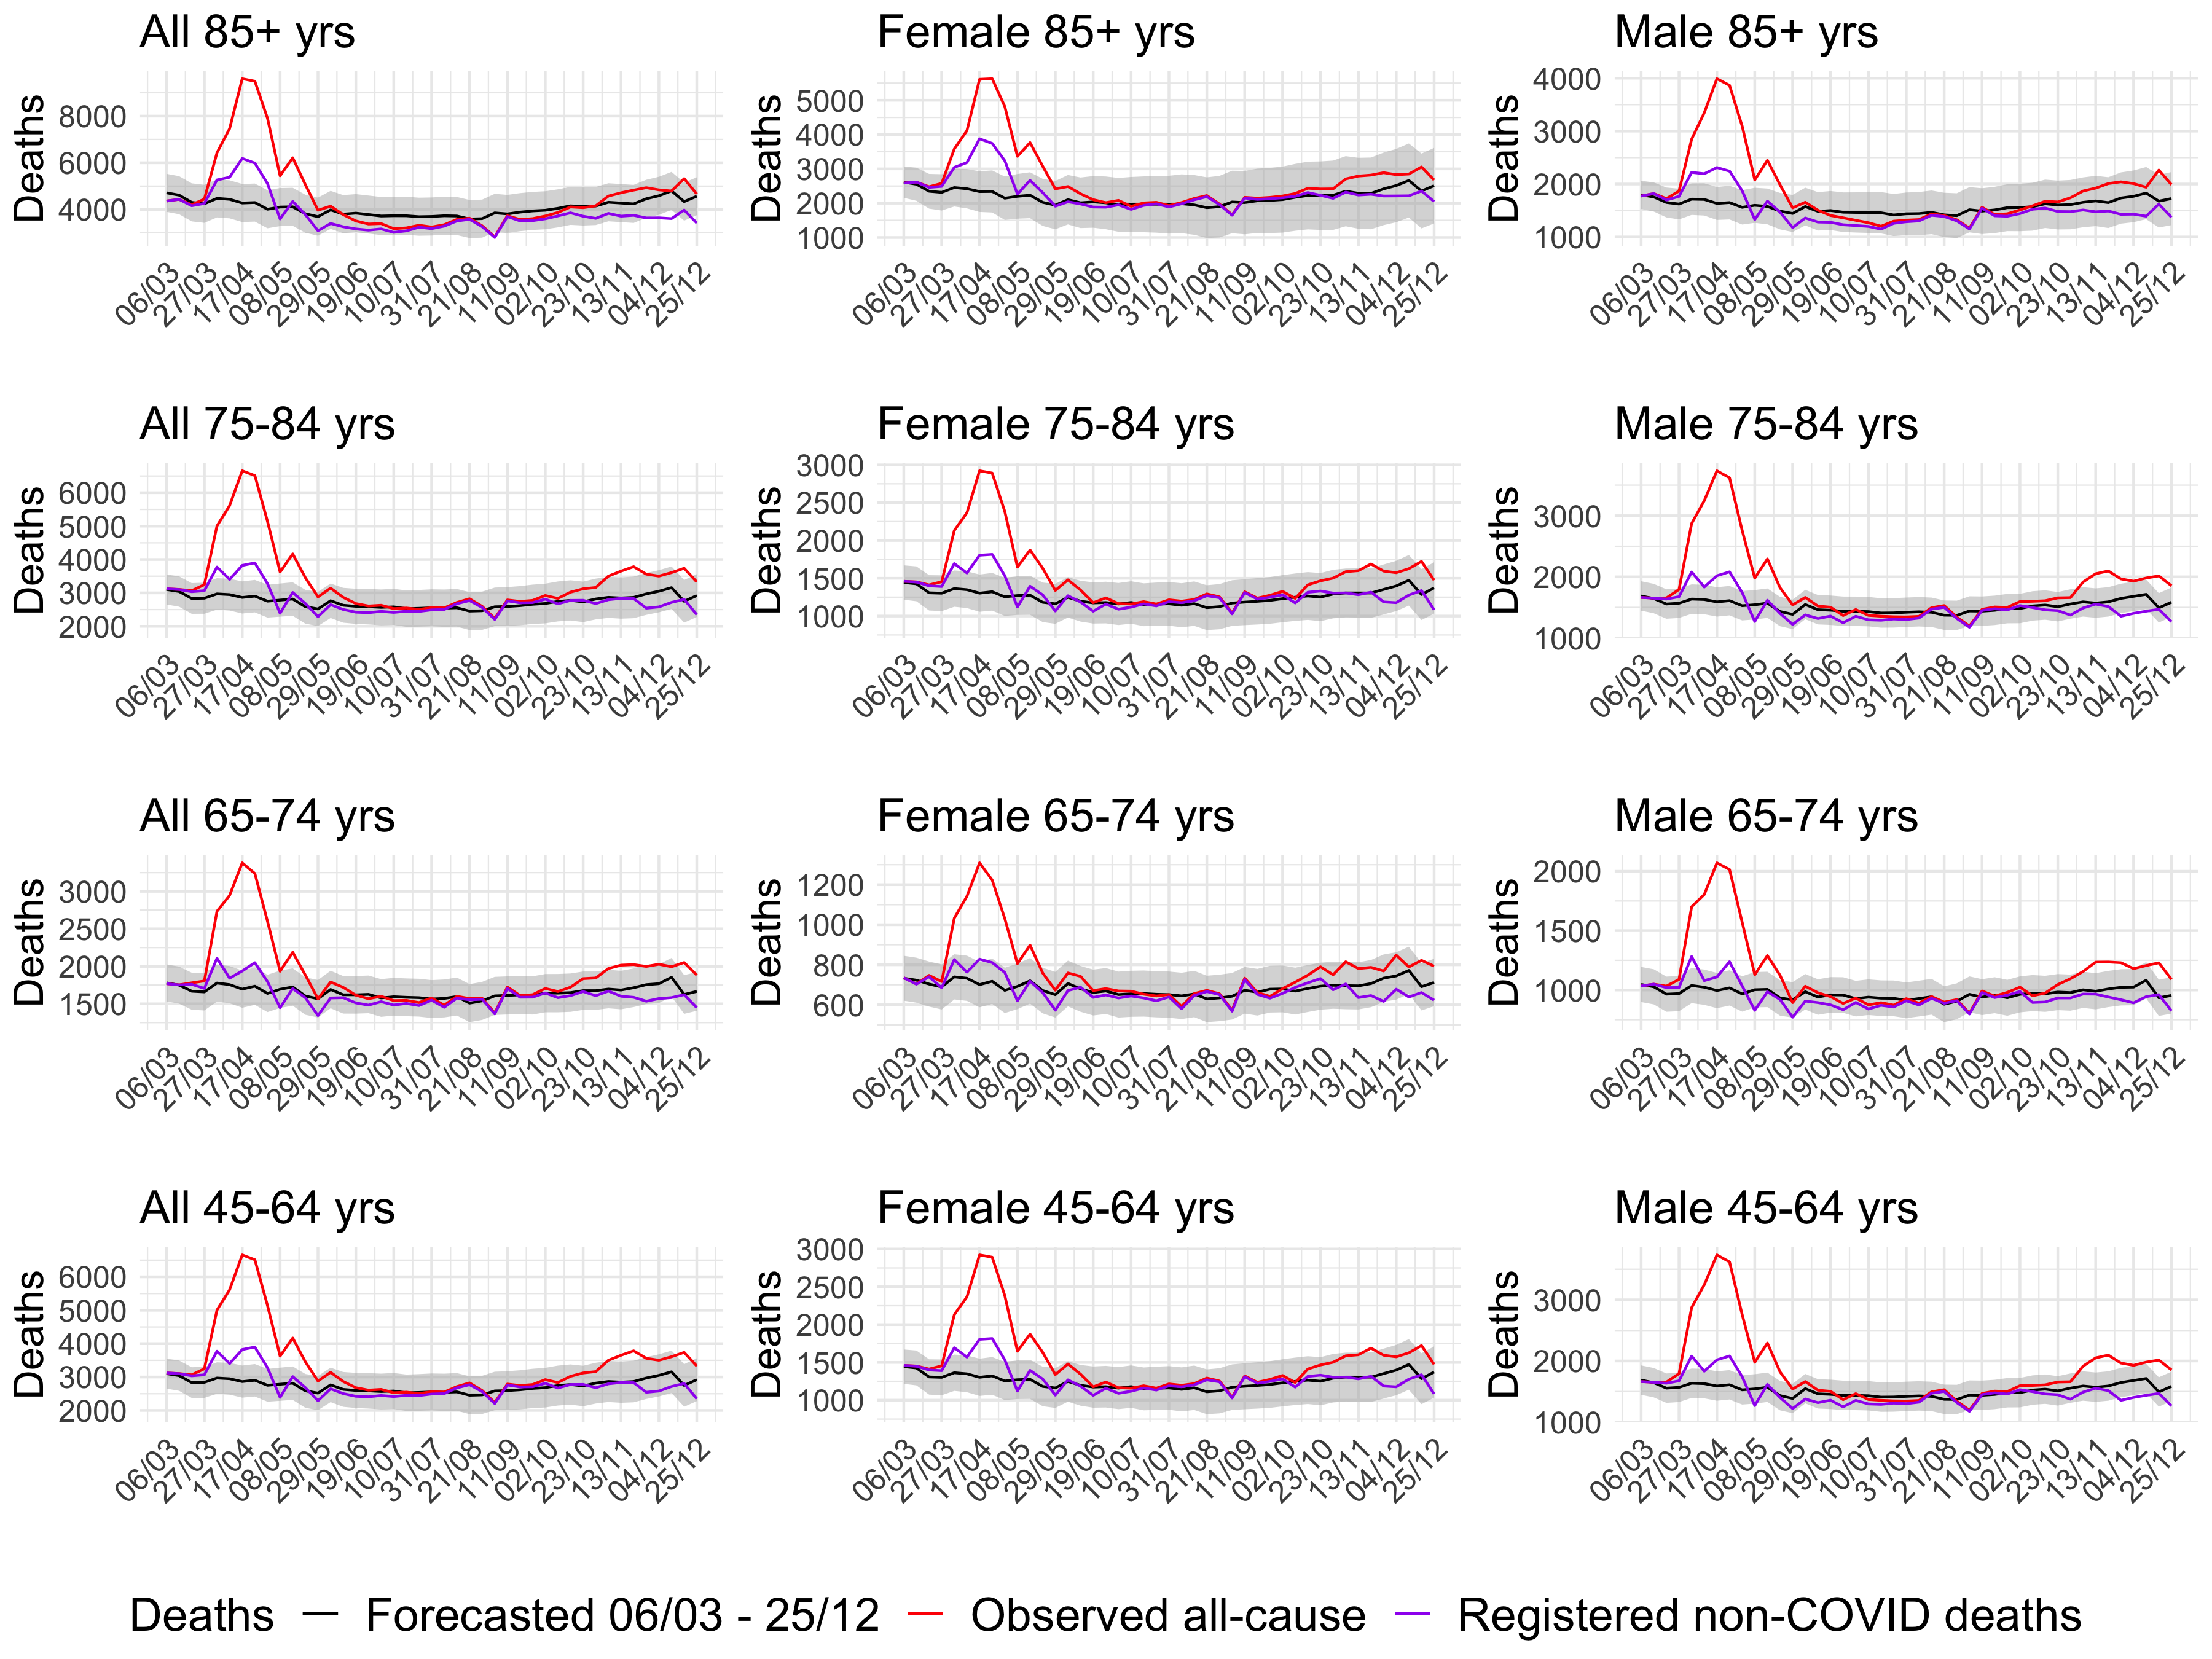 All 85+ yrs
Deaths
8000
6000
4000
06/03 27/03 17/04 08/05 29/05 19/06 10/07 31/07 21/08 11/09 02/10 23/10 13/11 04/12 25/12
Female 85+ yrs
Deaths
5000
4000
3000
2000
1000
06/03 27/03 17/04 08/05 29/05 19/06 10/07 31/07 21/08 11/09 02/10 23/10 13/11 04/12 25/12
Male 85+ yrs
Deaths
4000
3000
2000
1000
06/03 27/03 17/04 08/05 29/05 19/06 10/07 31/07 21/08 11/09 02/10 23/10 13/11 04/12 25/12
All 75-84 yrs
Deaths
6000
5000
4000
3000
2000
06/03 27/03 17/04 08/05 29/05 19/06 10/07 31/07 21/08 11/09 02/10 23/10 13/11 04/12 25/12
Female 75-84 yrs
Deaths
3000
2500
2000
1500
1000
06/03 27/03 17/04 08/05 29/05 19/06 10/07 31/07 21/08 11/09 02/10 23/10 13/11 04/12 25/12
Male 75-84 yrs
Deaths
3000
2000
1000
06/03 27/03 17/04 08/05 29/05 19/06 10/07 31/07 21/08 11/09 02/10 23/10 13/11 04/12 25/12
All 65-74 yrs
Deaths
3000
2500
2000
1500
06/03 27/03 17/04 08/05 29/05 19/06 10/07 31/07 21/08 11/09 02/10 23/10 13/11 04/12 25/12
Female 65-74 yrs
Deaths
1200
1000
800
600
06/03 27/03 17/04 08/05 29/05 19/06 10/07 31/07 21/08 11/09 02/10 23/10 13/11 04/12 25/12
Male 65-74 yrs
Deaths
2000
1500
1000
06/03 27/03 17/04 08/05 29/05 19/06 10/07 31/07 21/08 11/09 02/10 23/10 13/11 04/12 25/12
All 45-64 yrs
Deaths
6000
5000
4000
3000
2000
06/03 27/03 17/04 08/05 29/05 19/06 10/07 31/07 21/08 11/09 02/10 23/10 13/11 04/12 25/12
Female 45-64 yrs
Deaths
3000
2500
2000
1500
1000
06/03 27/03 17/04 08/05 29/05 19/06 10/07 31/07 21/08 11/09 02/10 23/10 13/11 04/12 25/12
Male 45-64 yrs
Deaths
3000
2000
1000
06/03 27/03 17/04 08/05 29/05 19/06 10/07 31/07 21/08 11/09 02/10 23/10 13/11 04/12 25/12
Deaths Forecasted 06/03 - 25/12 Observed all-cause Registered non-COVID deaths